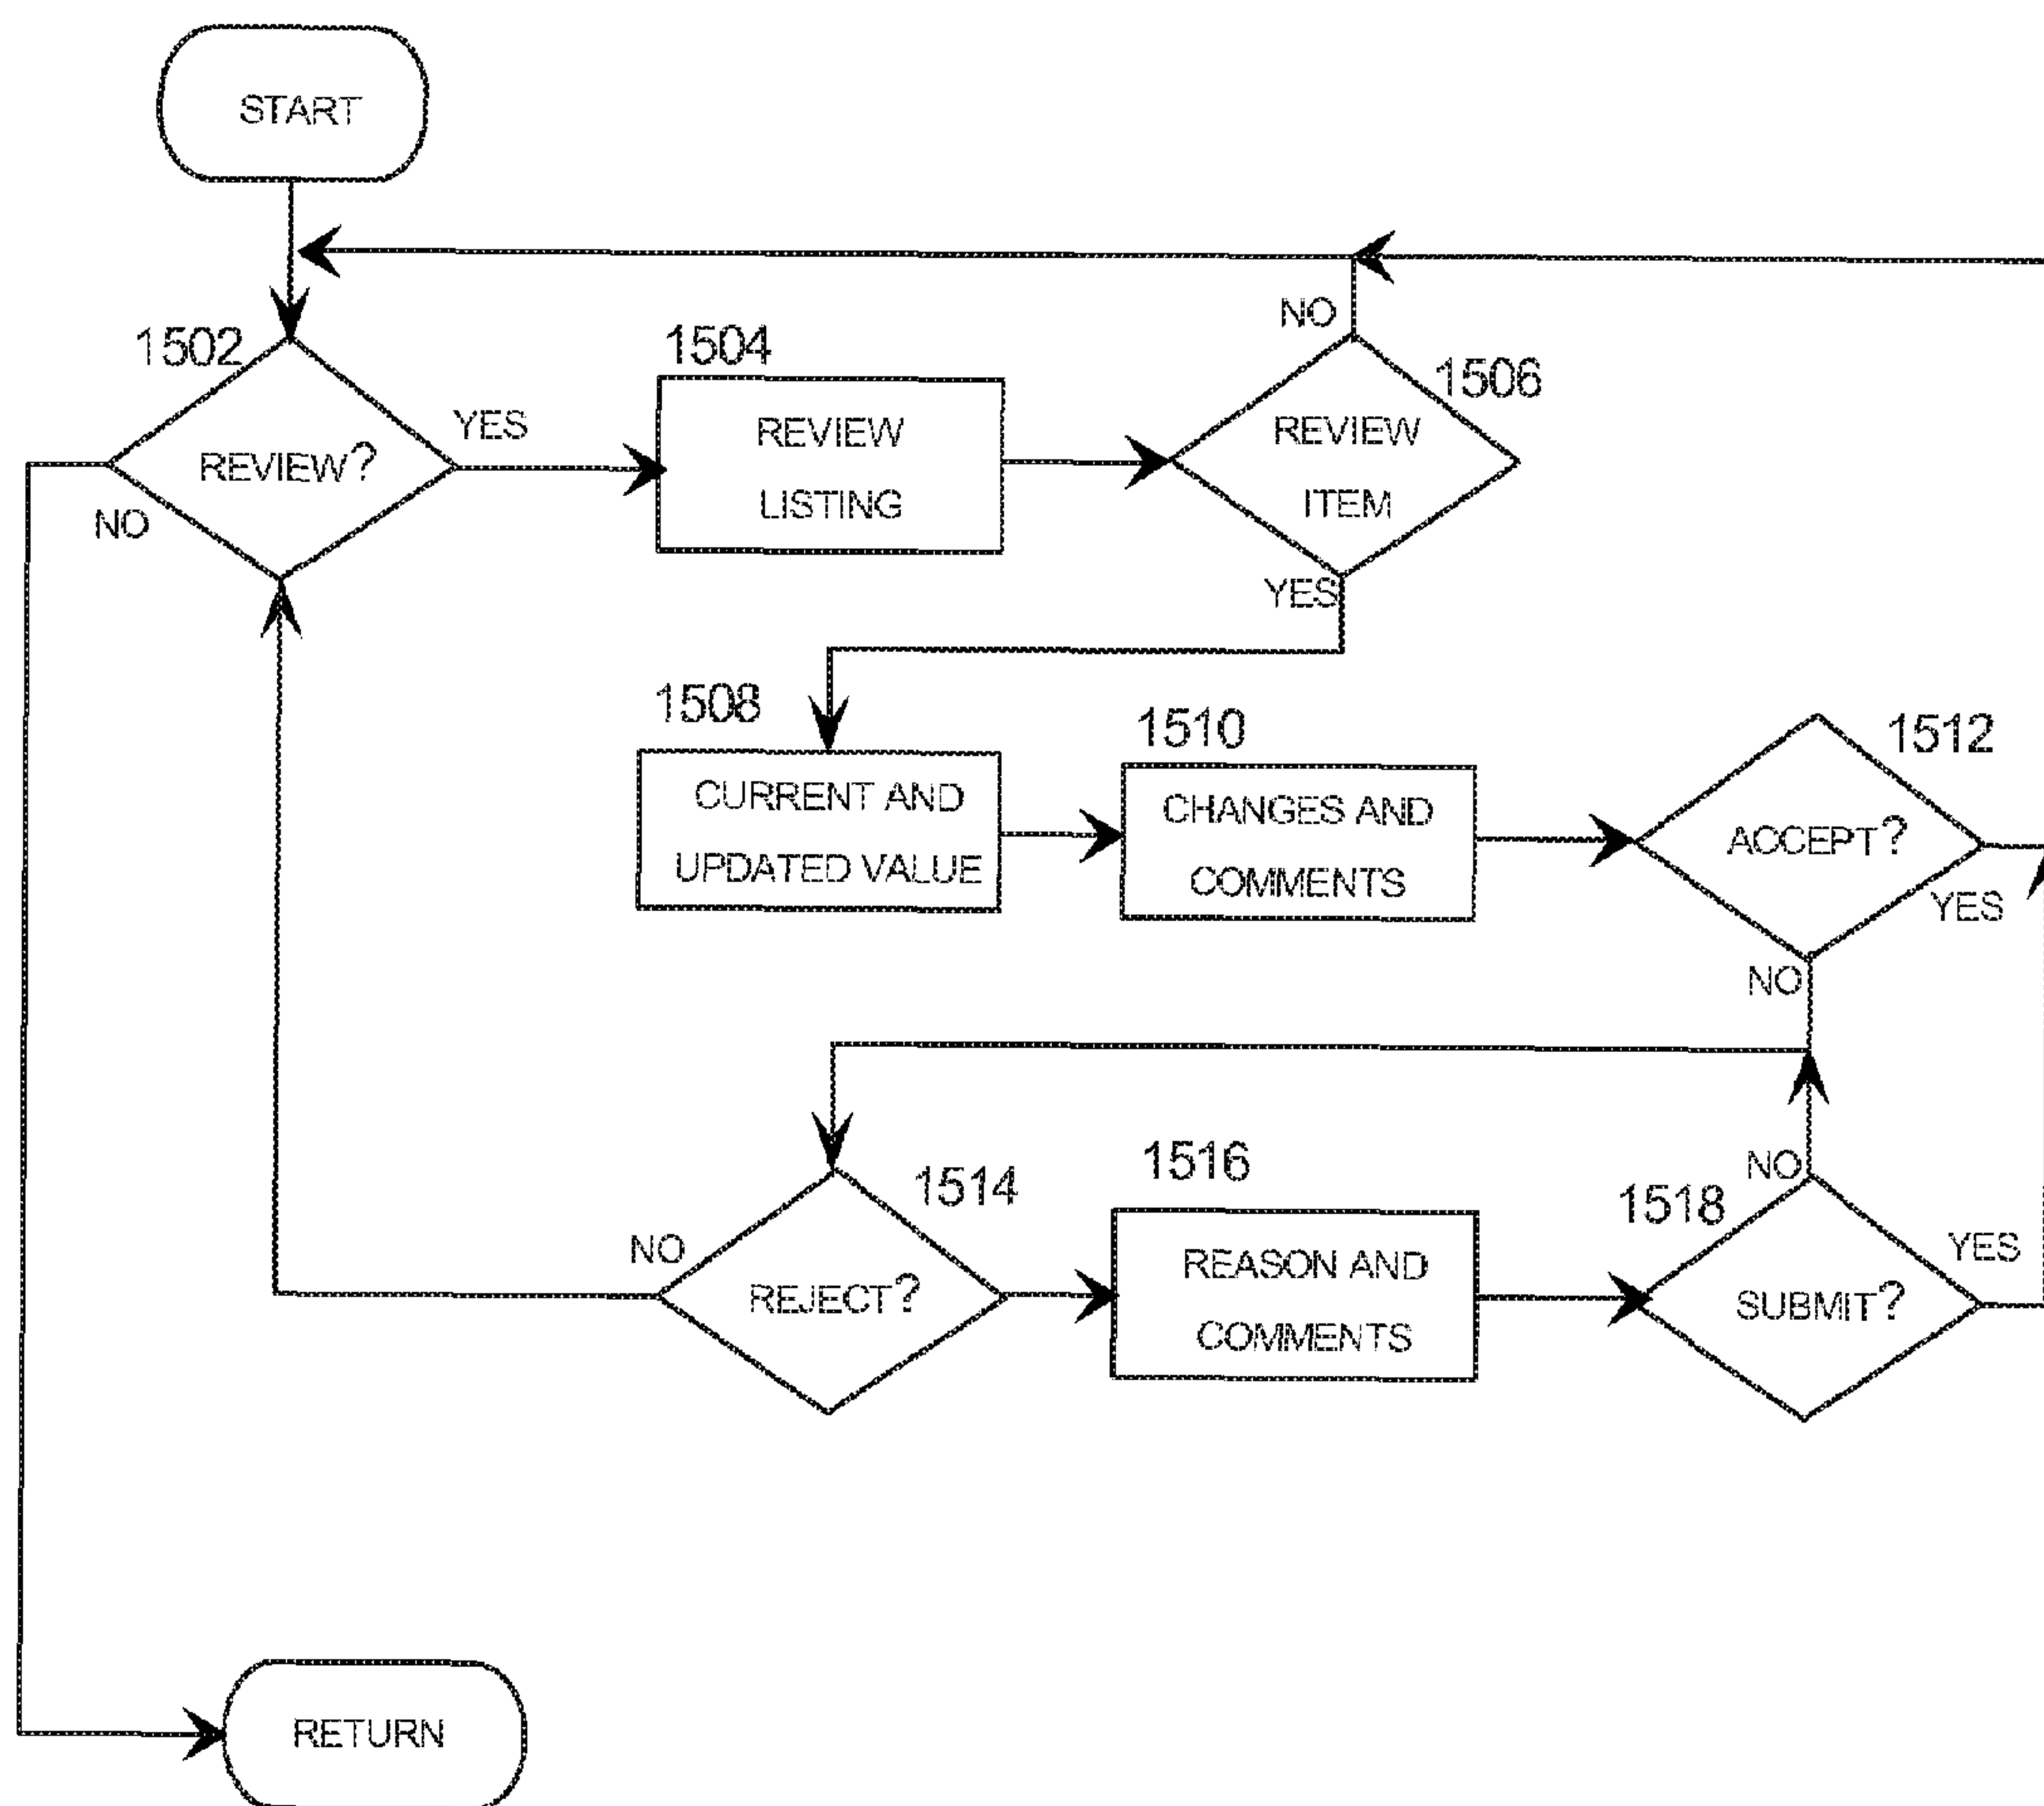 START
1502
REVIEW?
YES
NO
1504
REVIEW
LISTING
NO
1506
REVIEW
ITEM
YES
1508
CURRENT AND
UPDATED VALUE
1510
CHANGES AND
COMMENTS
1512
ACCEPT?
YES
NO
1514
NO
REJECT?
1516
REASON AND
COMMENTS
NO
1518
YES
SUBMIT?
RETURN